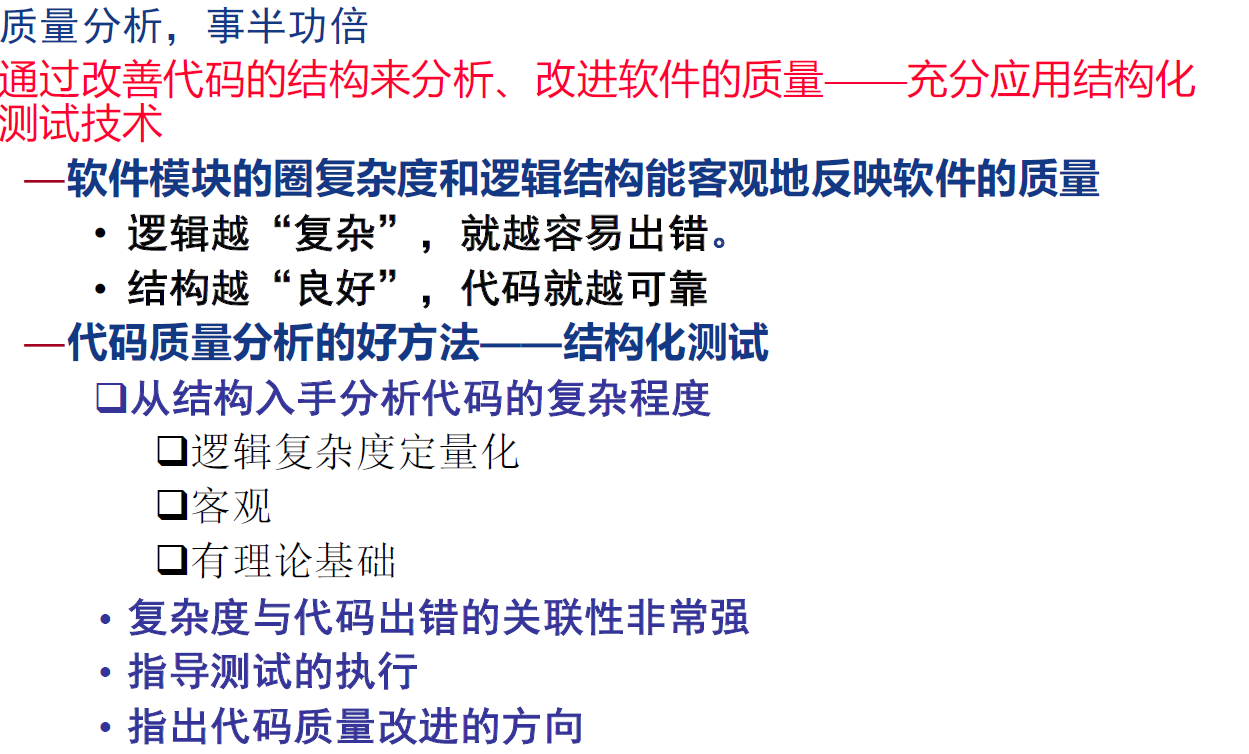 质量分析，事半功倍
通过改善代码的结构来分析、改进软件的质量——充分应用结构化
测试技术
—软件模块的圈复杂度和逻辑结构能客观地反映软件的质量
• 逻辑越“复杂”，就越容易出错。
• 结构越“良好”，代码就越可靠
—代码质量分析的好方法——结构化测试
❑从结构入手分析代码的复杂程度
❑逻辑复杂度定量化
❑客观
❑有理论基础
• 复杂度与代码出错的关联性非常强
• 指导测试的执行
• 指出代码质量改进的方向